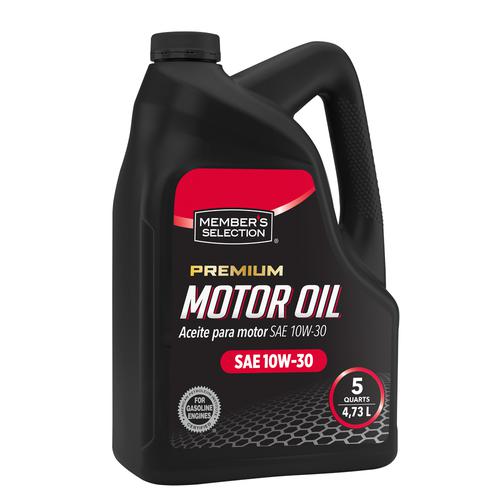 MEMBER'S
SELECTION®
PREMIUM
MOTOR OIL
Aceite para motor SAE 10W-30
SAE 10W-30
FOR
GASOLINE
ENGINES
5
QUARTS
4,73 L